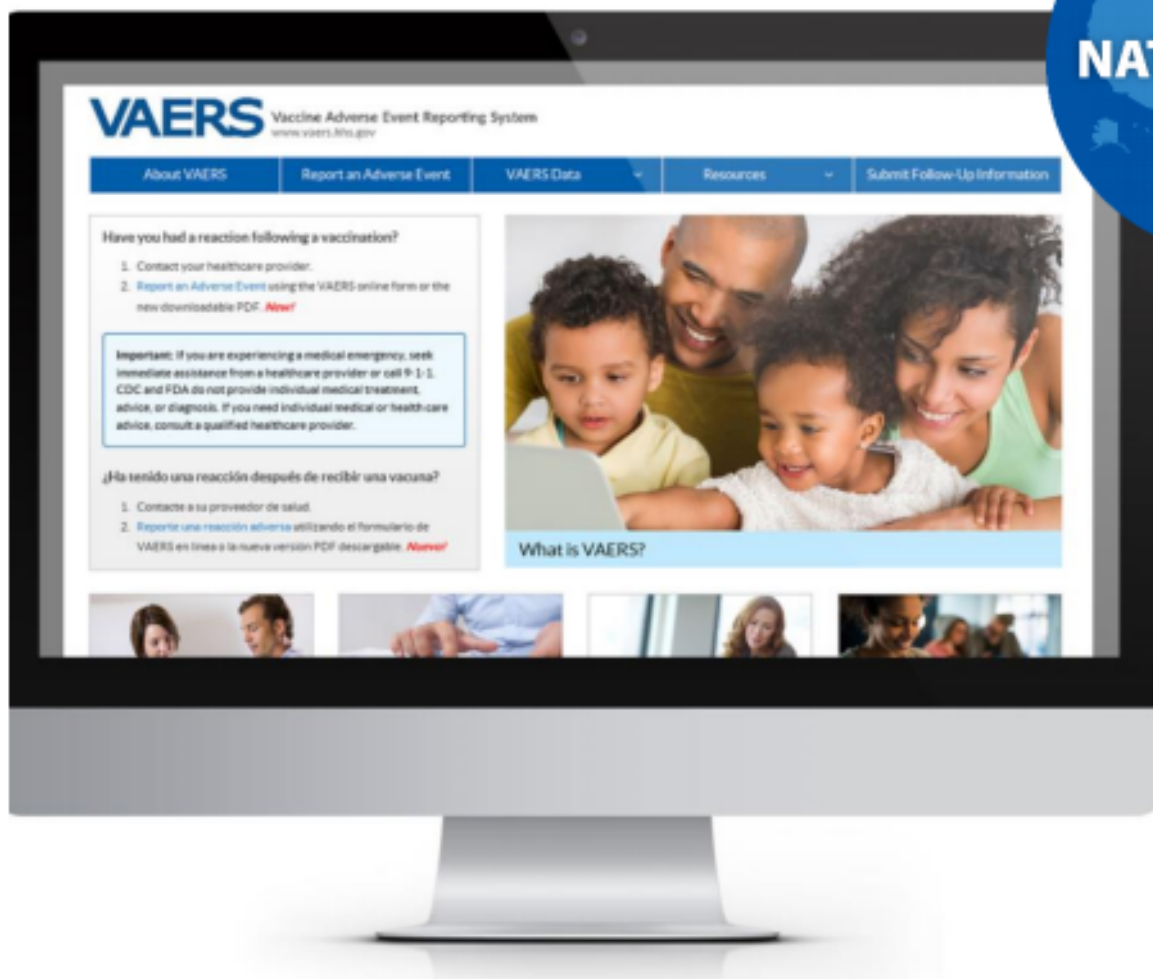 NAT
VAERS Vaccine Adverse Event Reporting System
www.vaers.hhs.gov
About VAERS Report an Adverse Event VAERS Data Resources Submit Follow-Up Information
Have you had a reaction following a vaccination?
1. Contact your healthcare provider.
2. Report an Adverse Event using the VAERS online form or the
new downloadable PDF. New!
Important: If you are experiencing a medical emergency, seek
immediate assistance from a healthcare provider or call 9-1-1.
CDC and FDA do not provide individual medical treatment,
advice, or diagnosis. If you need individual medical or health care
advice, consult a qualified healthcare provider.
¿Ha tenido una reacción después de recibir una vacuna?
1. Contacte a su proveedor de salud.
2. Reporte una reacción adversa utilizando el formulario de
VAERS en línea o la nueva versión PDF descargable. Nuevo!
What is VAERS?